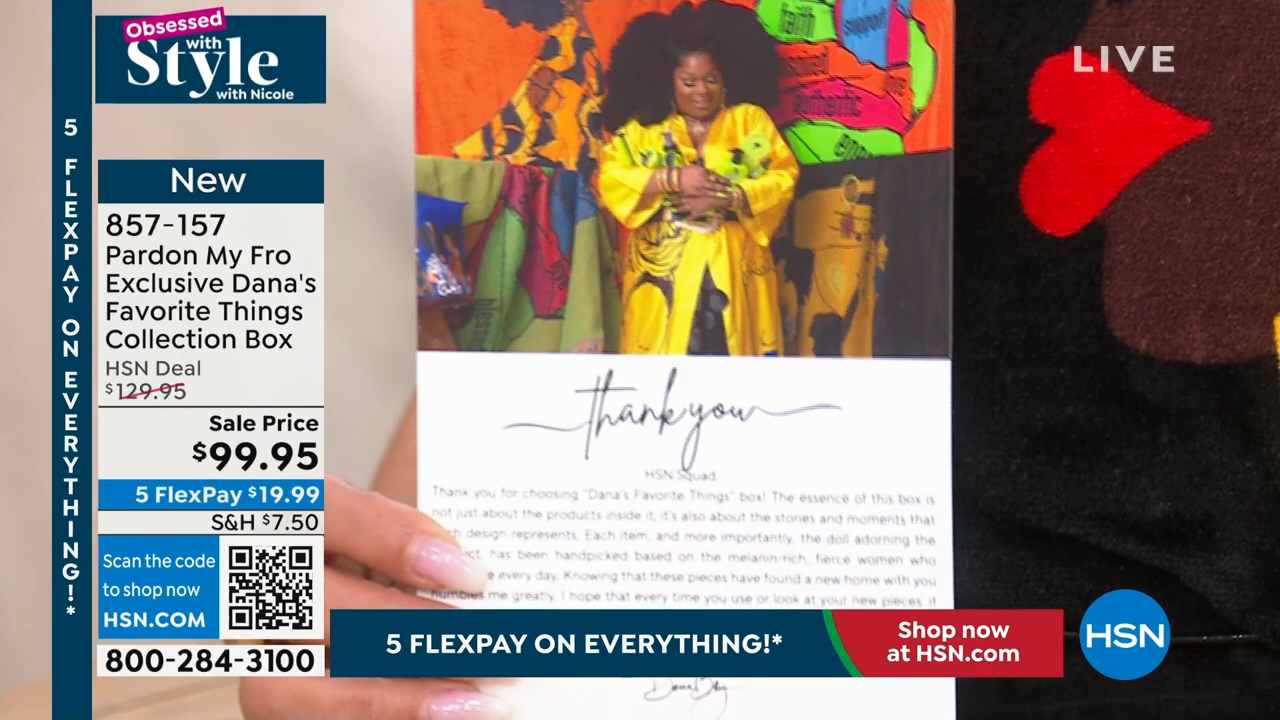 Obsessed
with
Style
with Nicole
5 FLEXPAY ON EVERYTHING!*
New
857-157
Pardon My Fro
Exclusive Dana's
Favorite Things
Collection Box
HSN Deal
$129.95
Sale Price
$99.95
5 FlexPay $19.99
S&H $7.50
Scan the code
to shop now
HSN.COM
800-284-3100
faith
support
authentic
blesse
thank you
HSN Squad,
Thank you for choosing "Dana's Favorite Things" box! The essence of this box is
not just about the products inside it; it's also about the stories and moments that
design represents. Each item, and more importantly, the doll adorning the
has been handpicked based on the melanin-rich, fierce women who
every day. Knowing that these pieces have found a new home with you
humbles me greatly. I hope that every time you use or look at your new pieces, it
LIVE
5 FLEXPAY ON EVERYTHING!*
Shop now
at HSN.com
HSN